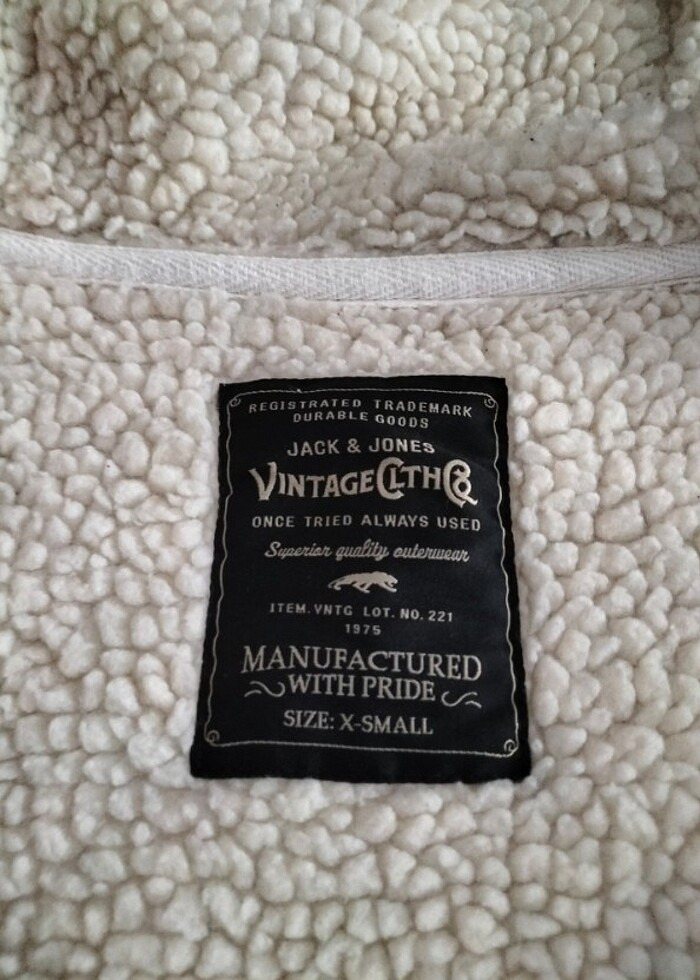 REGISTRATED TRADEMARK
DURABLE GOODS
JACK & JONES
VINTAGE CLTH CO
ONCE TRIED ALWAYS USED
Superior quality outerwear
ITEM. VNTG LOT. NO. 221
1975
MANUFACTURED
WITH PRIDE
SIZE: X-SMALL